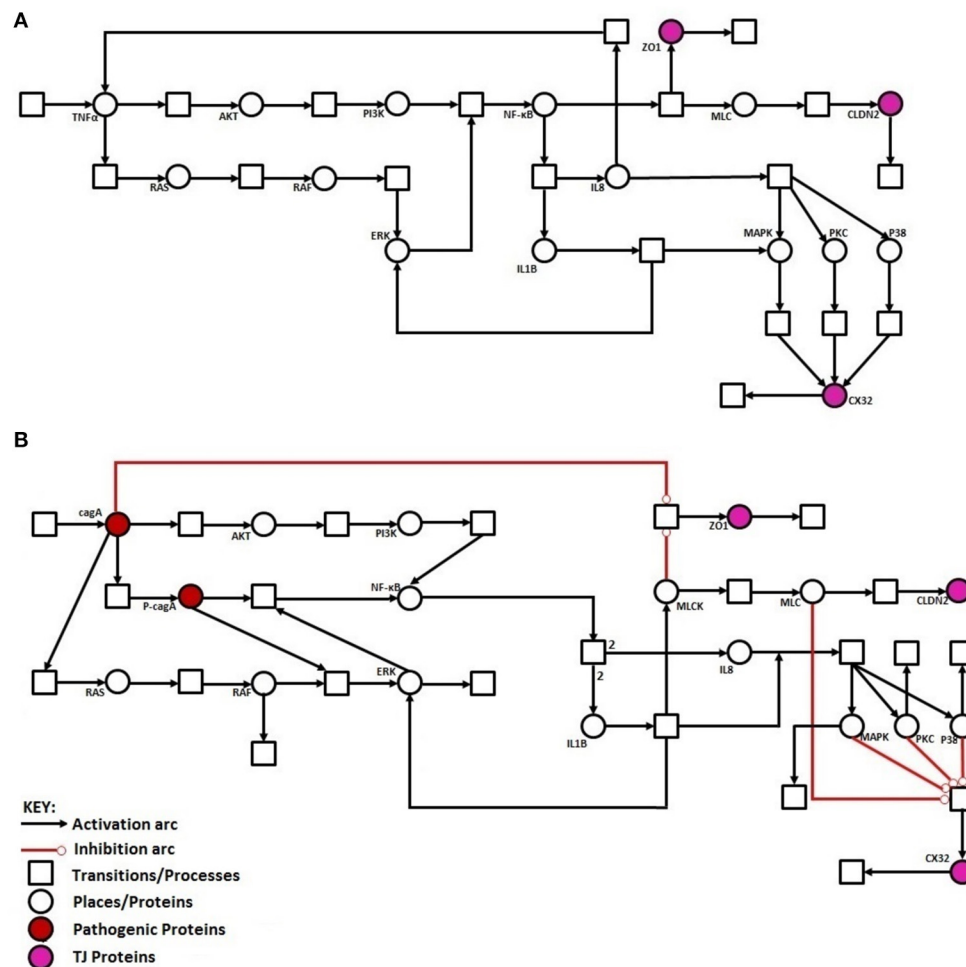 A
ZO1
TNFα
AKT
PI3K
NF-κB
MLC
CLDN2
RAS
RAF
IL8
ERK
IL1B
MAPK
PKC
P38
CX32
B
cagA
AKT
PI3K
ZO1
P-cagA
NF-κB
MLCK
MLC
CLDN2
2
2
IL8
RAS
RAF
ERK
IL1B
MAPK
PKC
P38
CX32
KEY:
Activation arc
Inhibition arc
Transitions/Processes
Places/Proteins
Pathogenic Proteins
TJ Proteins